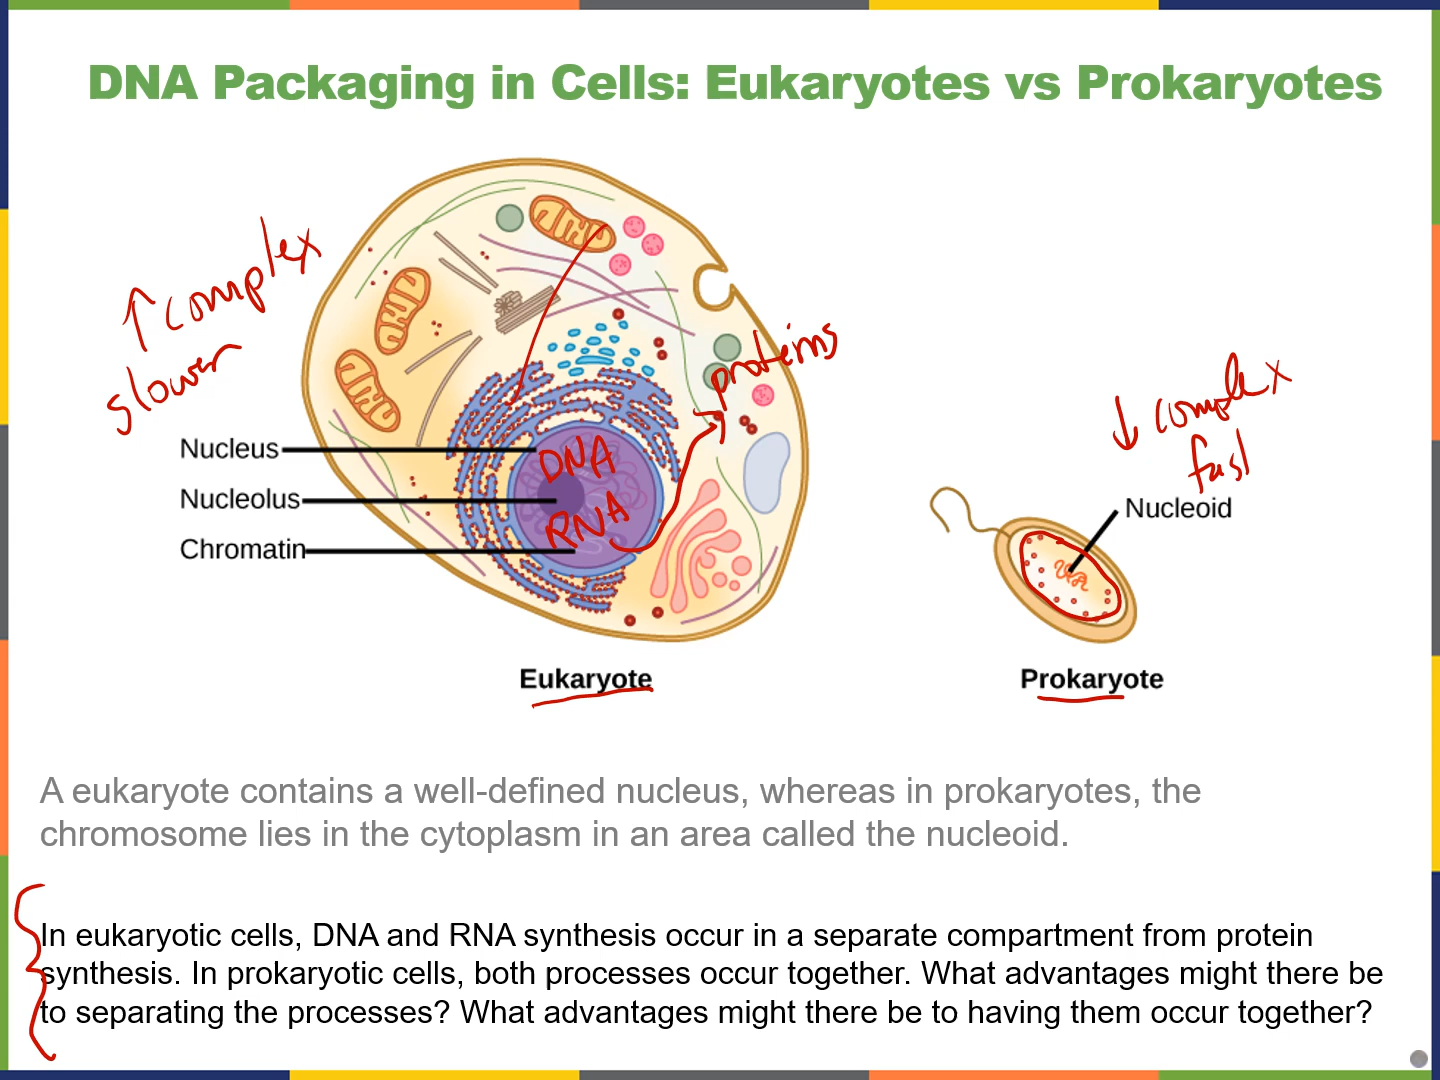 DNA Packaging in Cells: Eukaryotes vs Prokaryotes
↑ complex
slower
proteins
↓ complex
fast
Nucleus
DNA
Nucleolus
RNA
Chromatin
Nucleoid
Eukaryote
Prokaryote
A eukaryote contains a well-defined nucleus, whereas in prokaryotes, the
chromosome lies in the cytoplasm in an area called the nucleoid.
In eukaryotic cells, DNA and RNA synthesis occur in a separate compartment from protein
synthesis. In prokaryotic cells, both processes occur together. What advantages might there be
to separating the processes? What advantages might there be to having them occur together?